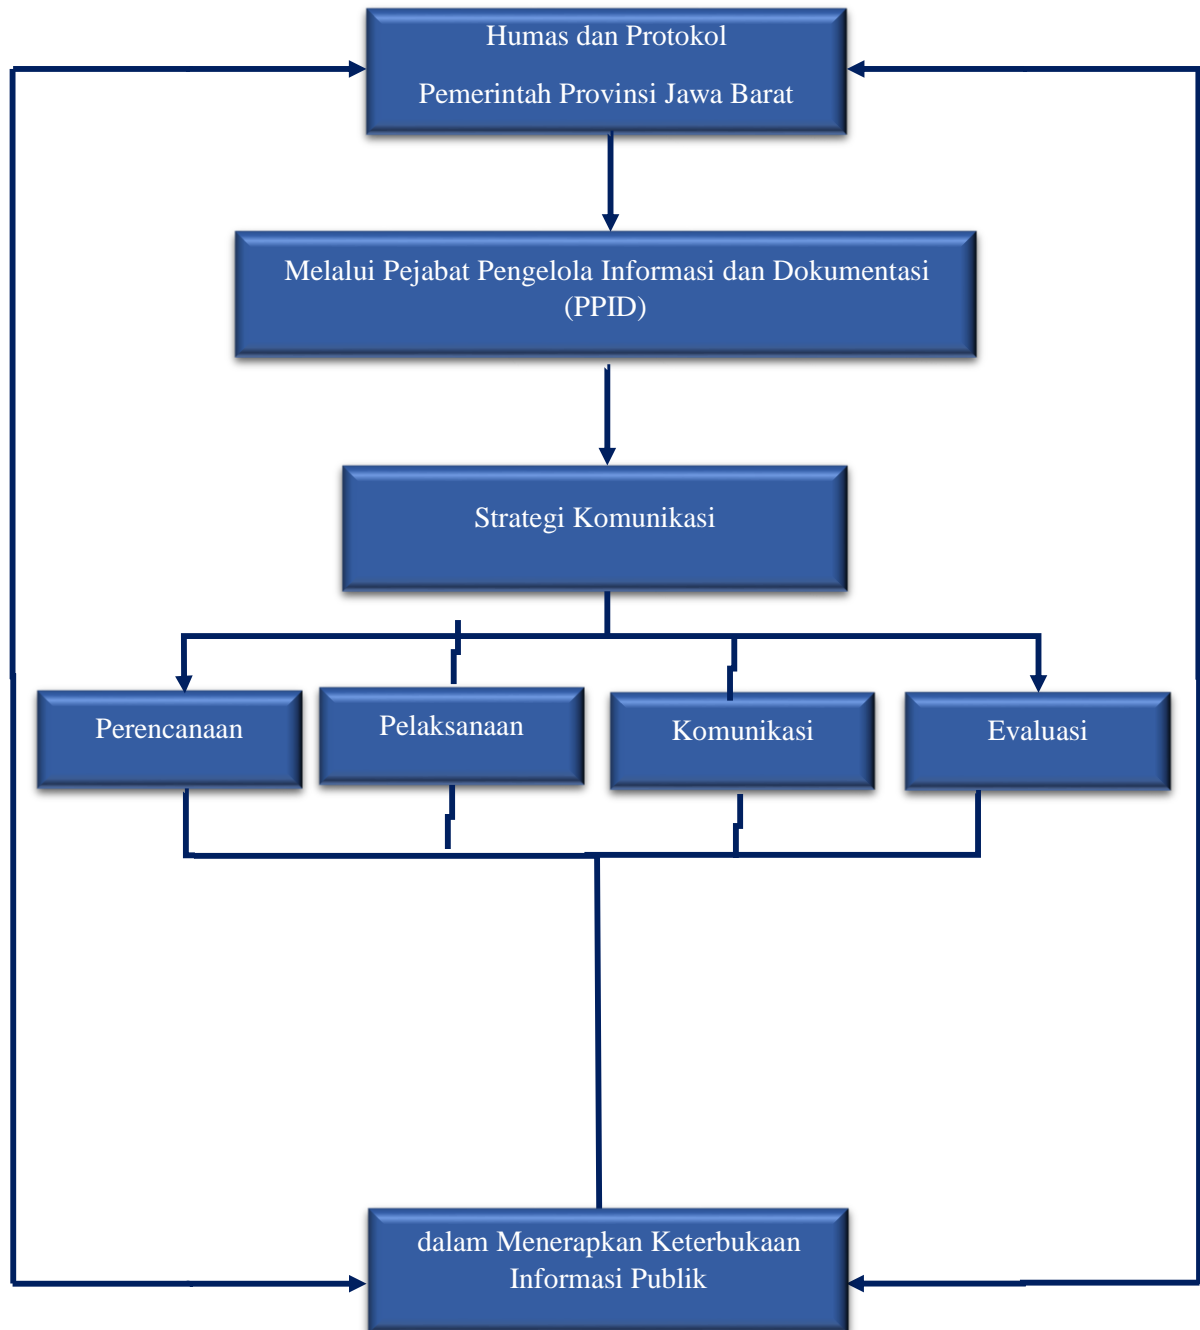 Humas dan Protokol
Pemerintah Provinsi Jawa Barat
Melalui Pejabat Pengelola Informasi dan Dokumentasi
(PPID)
Strategi Komunikasi
Perencanaan
Pelaksanaan
Komunikasi
Evaluasi
dalam Menerapkan Keterbukaan
Informasi Publik